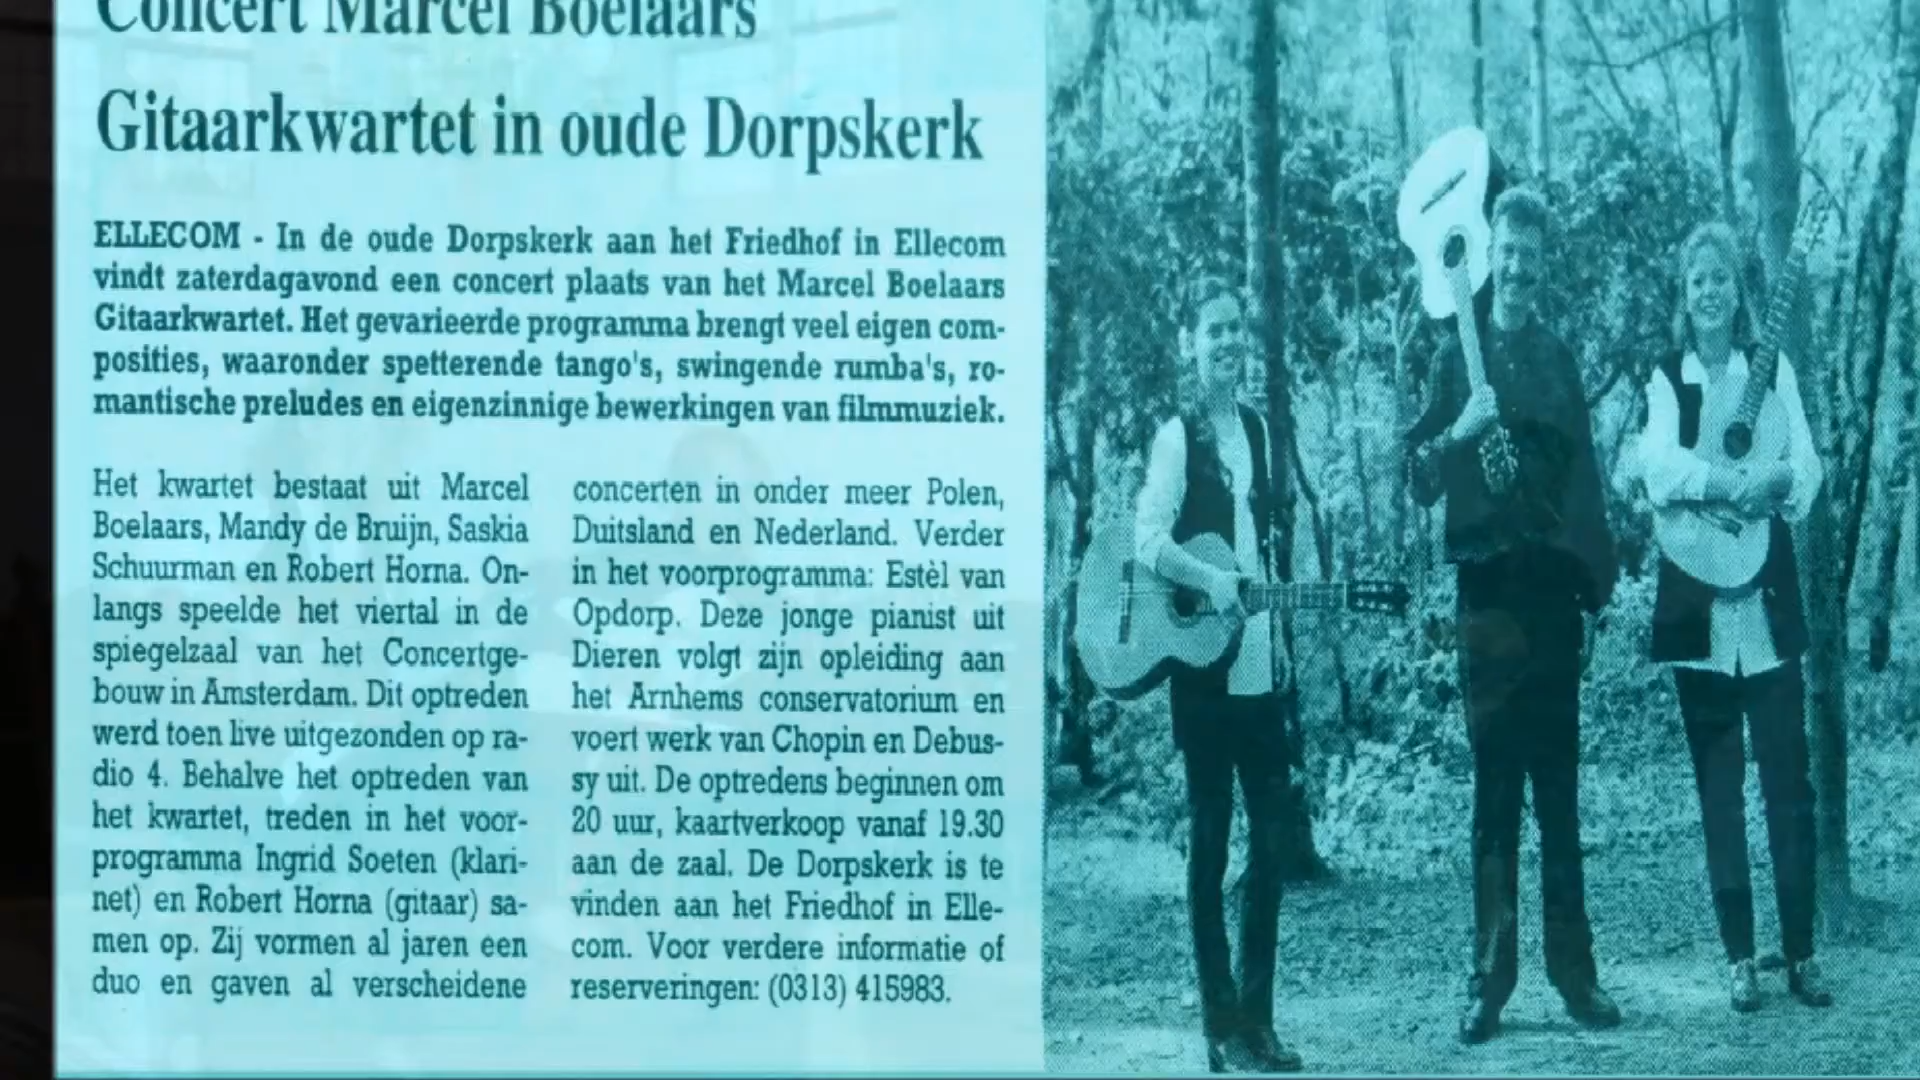 Concert Marcel Boelaars
Gitaarkwartet in oude Dorpskerk
ELLECOM - In de oude Dorpskerk aan het Friedhof in Ellecom
vindt zaterdagavond een concert plaats van het Marcel Boelaars
Gitaarkwartet. Het gevarieerde programma brengt veel eigen com-
posities, waaronder spetterende tango's, swingende rumba's, ro-
mantische preludes en eigenzinnige bewerkingen van filmmuziek.
Het kwartet bestaat uit Marcel
Boelaars, Mandy de Bruijn, Saskia
Schuurman en Robert Horna. On-
langs speelde het viertal in de
spiegelzaal van het Concertge-
bouw in Amsterdam. Dit optreden
werd toen live uitgezonden op ra-
dio 4. Behalve het optreden van
het kwartet, treden in het voor-
programma Ingrid Soeten (klari-
net) en Robert Horna (gitaar) sa-
men op. Zij vormen al jaren een
duo en gaven al verscheidene
concerten in onder meer Polen,
Duitsland en Nederland. Verder
in het voorprogramma: Estèl van
Opdorp. Deze jonge pianist uit
Dieren volgt zijn opleiding aan
het Arnhems conservatorium en
voert werk van Chopin en Debus-
sy uit. De optredens beginnen om
20 uur, kaartverkoop vanaf 19.30
aan de zaal. De Dorpskerk is te
vinden aan het Friedhof in Elle-
com. Voor verdere informatie of
reserveringen: (0313) 415983.